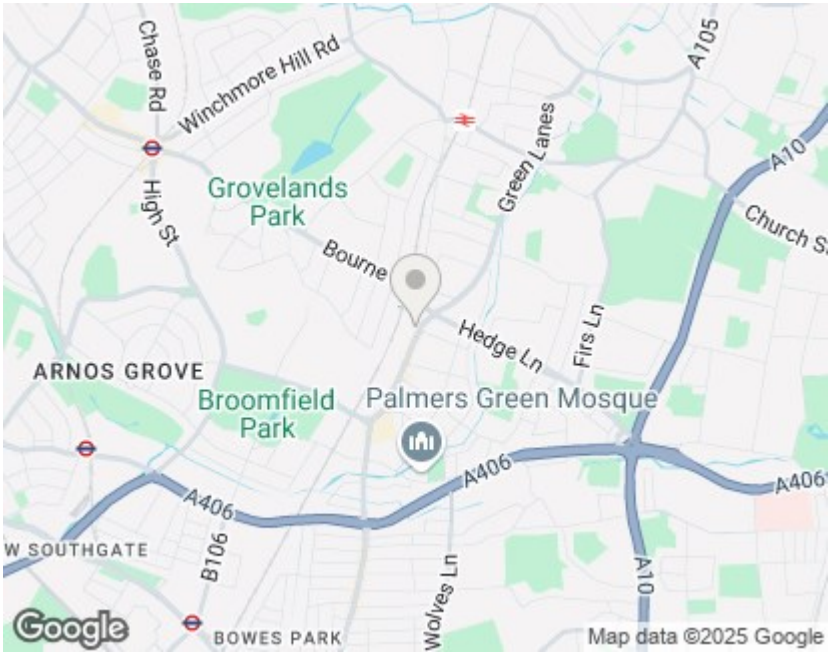 Chase Rd
Winchmore Hill Rd
A105
A10
High St
Grovelands
Park
Green Lanes
Church St
Bourne
Hedge Ln
Firs Ln
ARNOS GROVE
Broomfield
Park
Palmers Green Mosque
A406
A406
A406
W SOUTHGATE
B106
Wolves Ln
A10
BOWES PARK
Google
Map data ©2025 Google